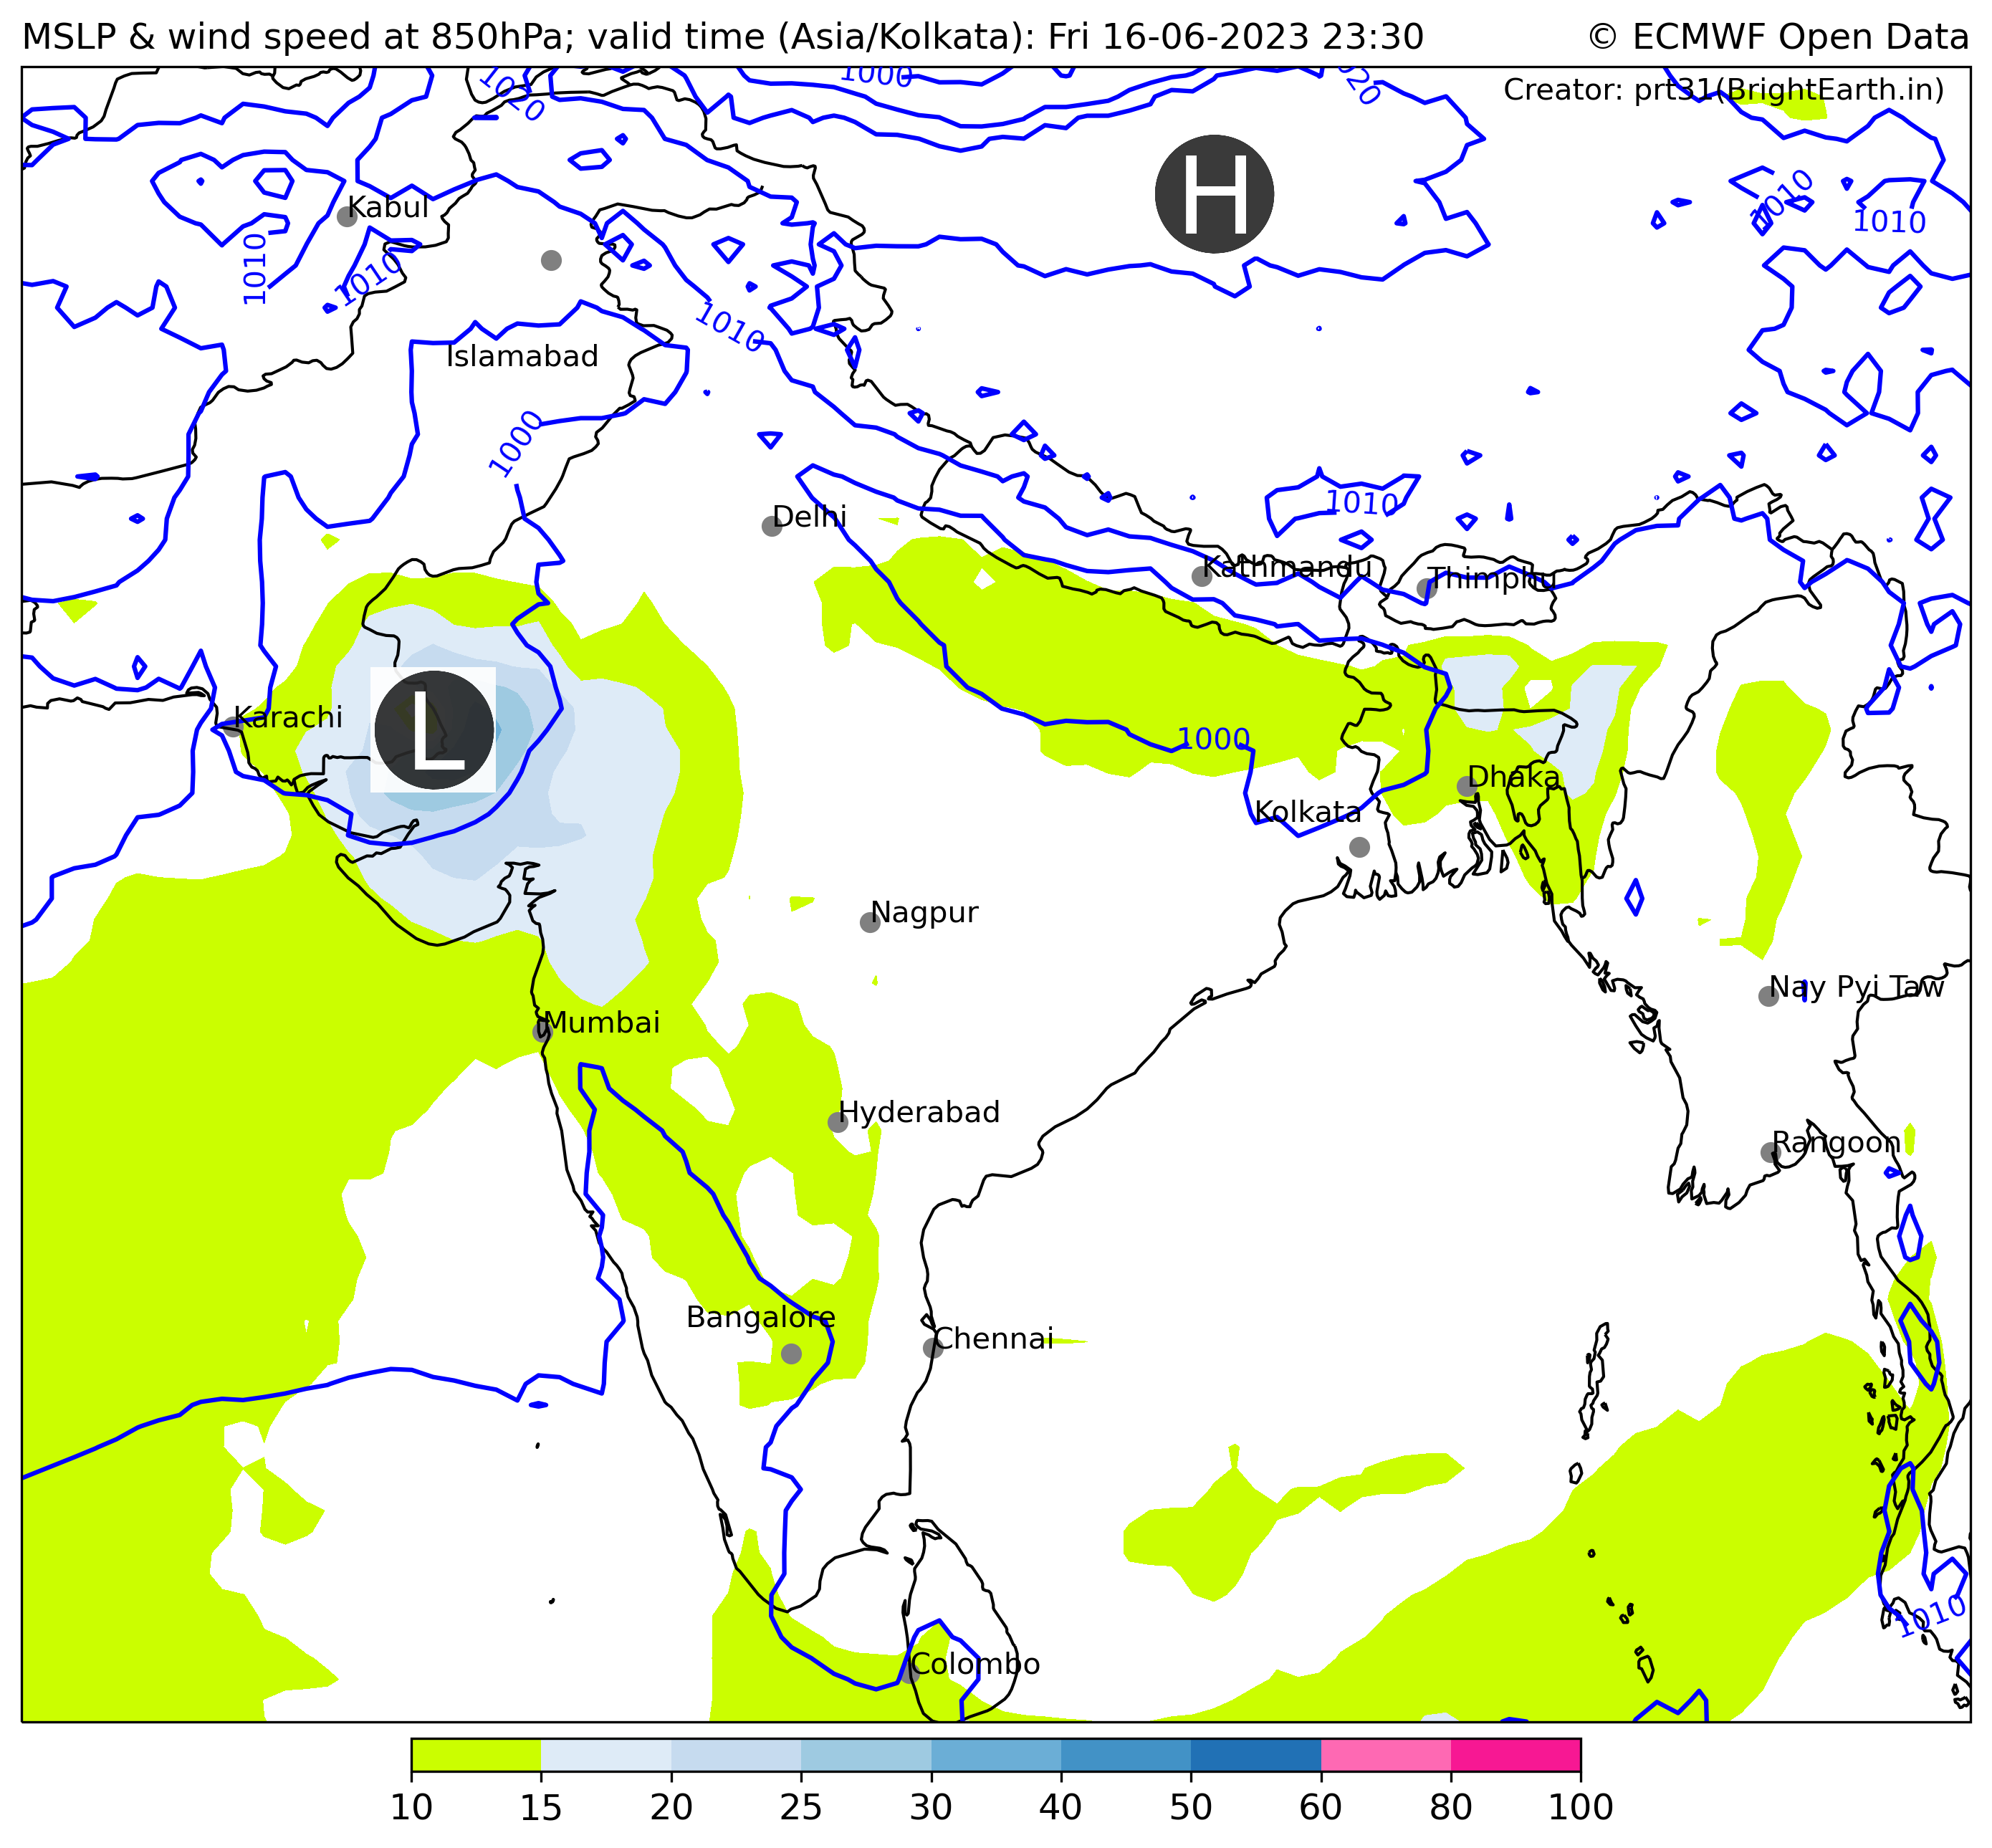 MSLP & wind speed at 850hPa; valid time (Asia/Kolkata): Fri 16-06-2023 23:30
© ECMWF Open Data
1000
1020
Creator: prt31(BrightEarth.in)
1010
H
Kabul
1010
1010
1010
1010
1010
Islamabad
1000
1010
Delhi
Kathmandu
Thimphu
L
Karachi
1000
Dhaka
Kolkata
Nagpur
Nay Pyi Taw
Mumbai
Hyderabad
Rangoon
Bangalore
Chennai
1010
Colombo
10 15 20 25 30 40 50 60 80 100